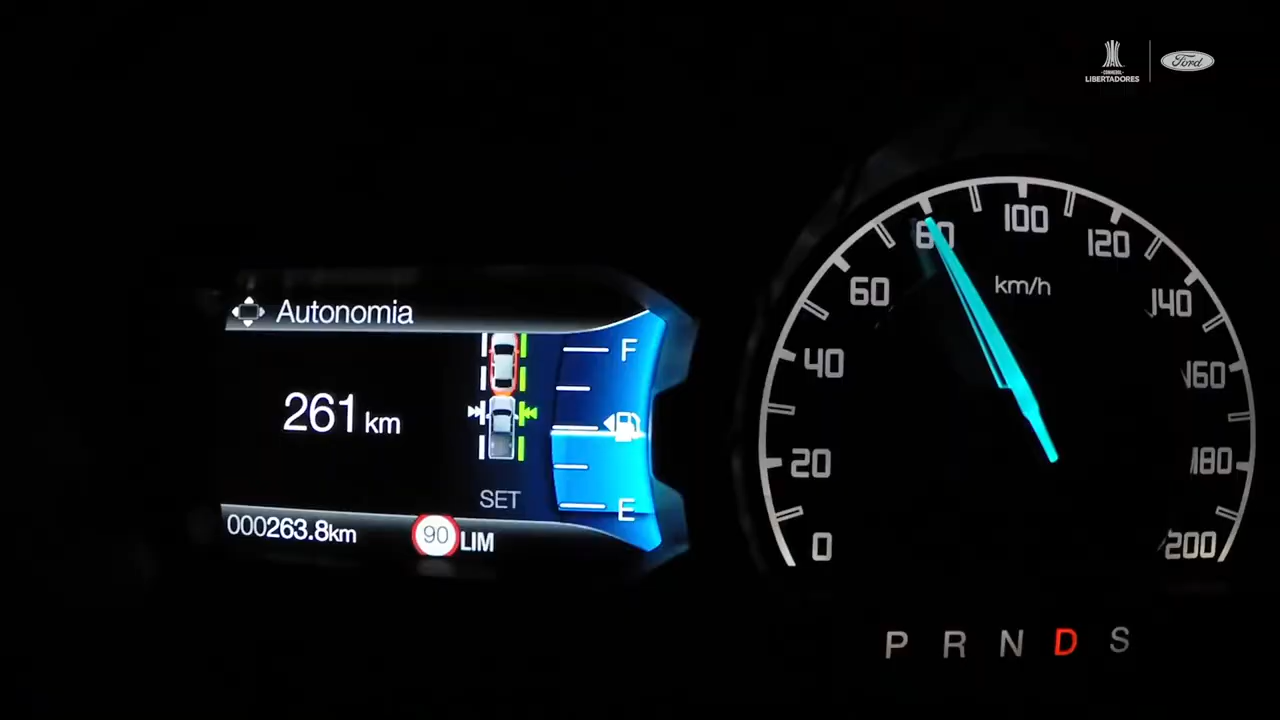 CONMEBOL
LIBERTADORES
Ford
Autonomia
261 km
F
E
SET
000263.8km
90 LIM
0
20
40
60
80
100
120
140
160
180
200
km/h
P R N D S